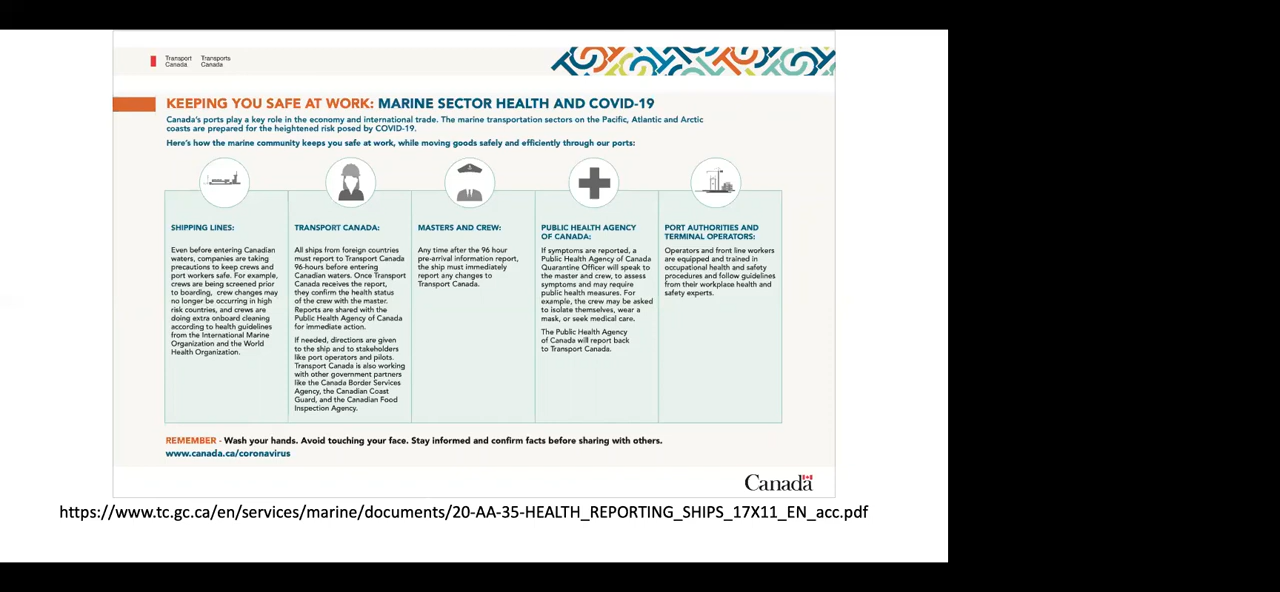 Transport
Canada
Transports
Canada
KEEPING YOU SAFE AT WORK: MARINE SECTOR HEALTH AND COVID-19
Canada's ports play a key role in the economy and international trade. The marine transportation sectors on the Pacific, Atlantic and Arctic
coasts are prepared for the heightened risk posed by COVID-19.
Here's how the marine community keeps you safe at work, while moving goods safely and efficiently through our ports:
SHIPPING LINES:
Even before entering Canadian
waters, companies are taking
precautions to keep crews and
port workers safe. For example,
crews are being screened prior
to boarding, crew changes may
no longer be occurring in high
risk countries, and crews are
doing extra onboard cleaning
according to health guidelines
from the International Marine
Organization and the World
Health Organization.
TRANSPORT CANADA:
All ships from foreign countries
must report to Transport Canada
96-hours before entering
Canadian waters. Once Transport
Canada receives the report,
they confirm the health status
of the crew with the master.
Reports are shared with the
Public Health Agency of Canada
for immediate action.
If needed, directions are given
to the ship and to stakeholders
like port operators and pilots.
Transport Canada is also working
with other government partners
like the Canada Border Services
Agency, the Canadian Coast
Guard, and the Canadian Food
Inspection Agency.
MASTERS AND CREW:
Any time after the 96 hour
pre-arrival information report,
the ship must immediately
report any changes to
Transport Canada.
PUBLIC HEALTH AGENCY
OF CANADA:
If symptoms are reported, a
Public Health Agency of Canada
Quarantine Officer will speak to
the master and crew, to assess
symptoms and may require
public health measures. For
example, the crew may be asked
to isolate themselves, wear a
mask, or seek medical care.
The Public Health Agency
of Canada will report back
to Transport Canada.
PORT AUTHORITIES AND
TERMINAL OPERATORS:
Operators and front line workers
are equipped and trained in
occupational health and safety
procedures and follow guidelines
from their workplace health and
safety experts.
REMEMBER - Wash your hands. Avoid touching your face. Stay informed and confirm facts before sharing with others.
www.canada.ca/coronavirus
Canada
https://www.tc.gc.ca/en/services/marine/documents/20-AA-35-HEALTH_REPORTING_SHIPS_17X11_EN_acc.pdf